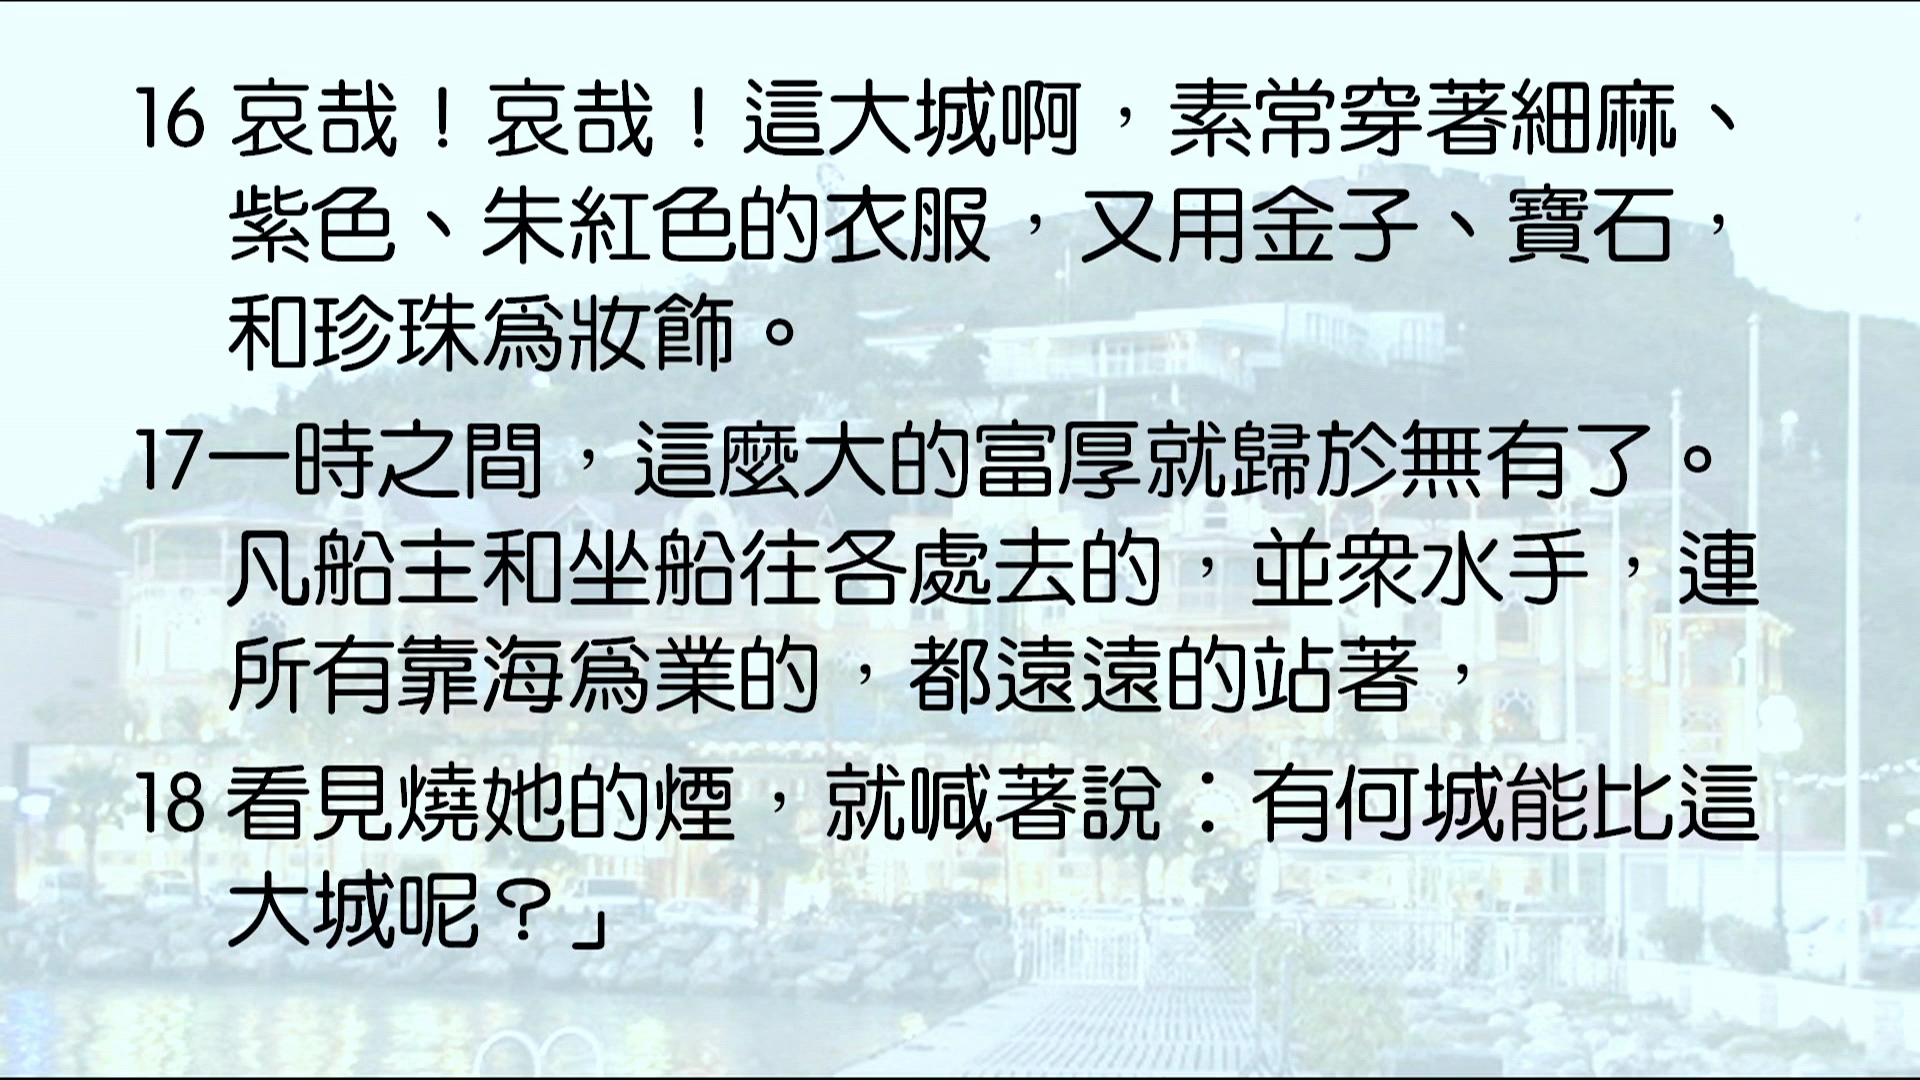 16 哀哉！哀哉！這大城啊，素常穿著細麻、
紫色、朱紅色的衣服，又用金子、寶石，
和珍珠為妝飾。
17一時之間，這麼大的富厚就歸於無有了。
凡船主和坐船往各處去的，並眾水手，連
所有靠海為業的，都遠遠的站著，
18 看見燒她的煙，就喊著說：有何城能比這
大城呢？」